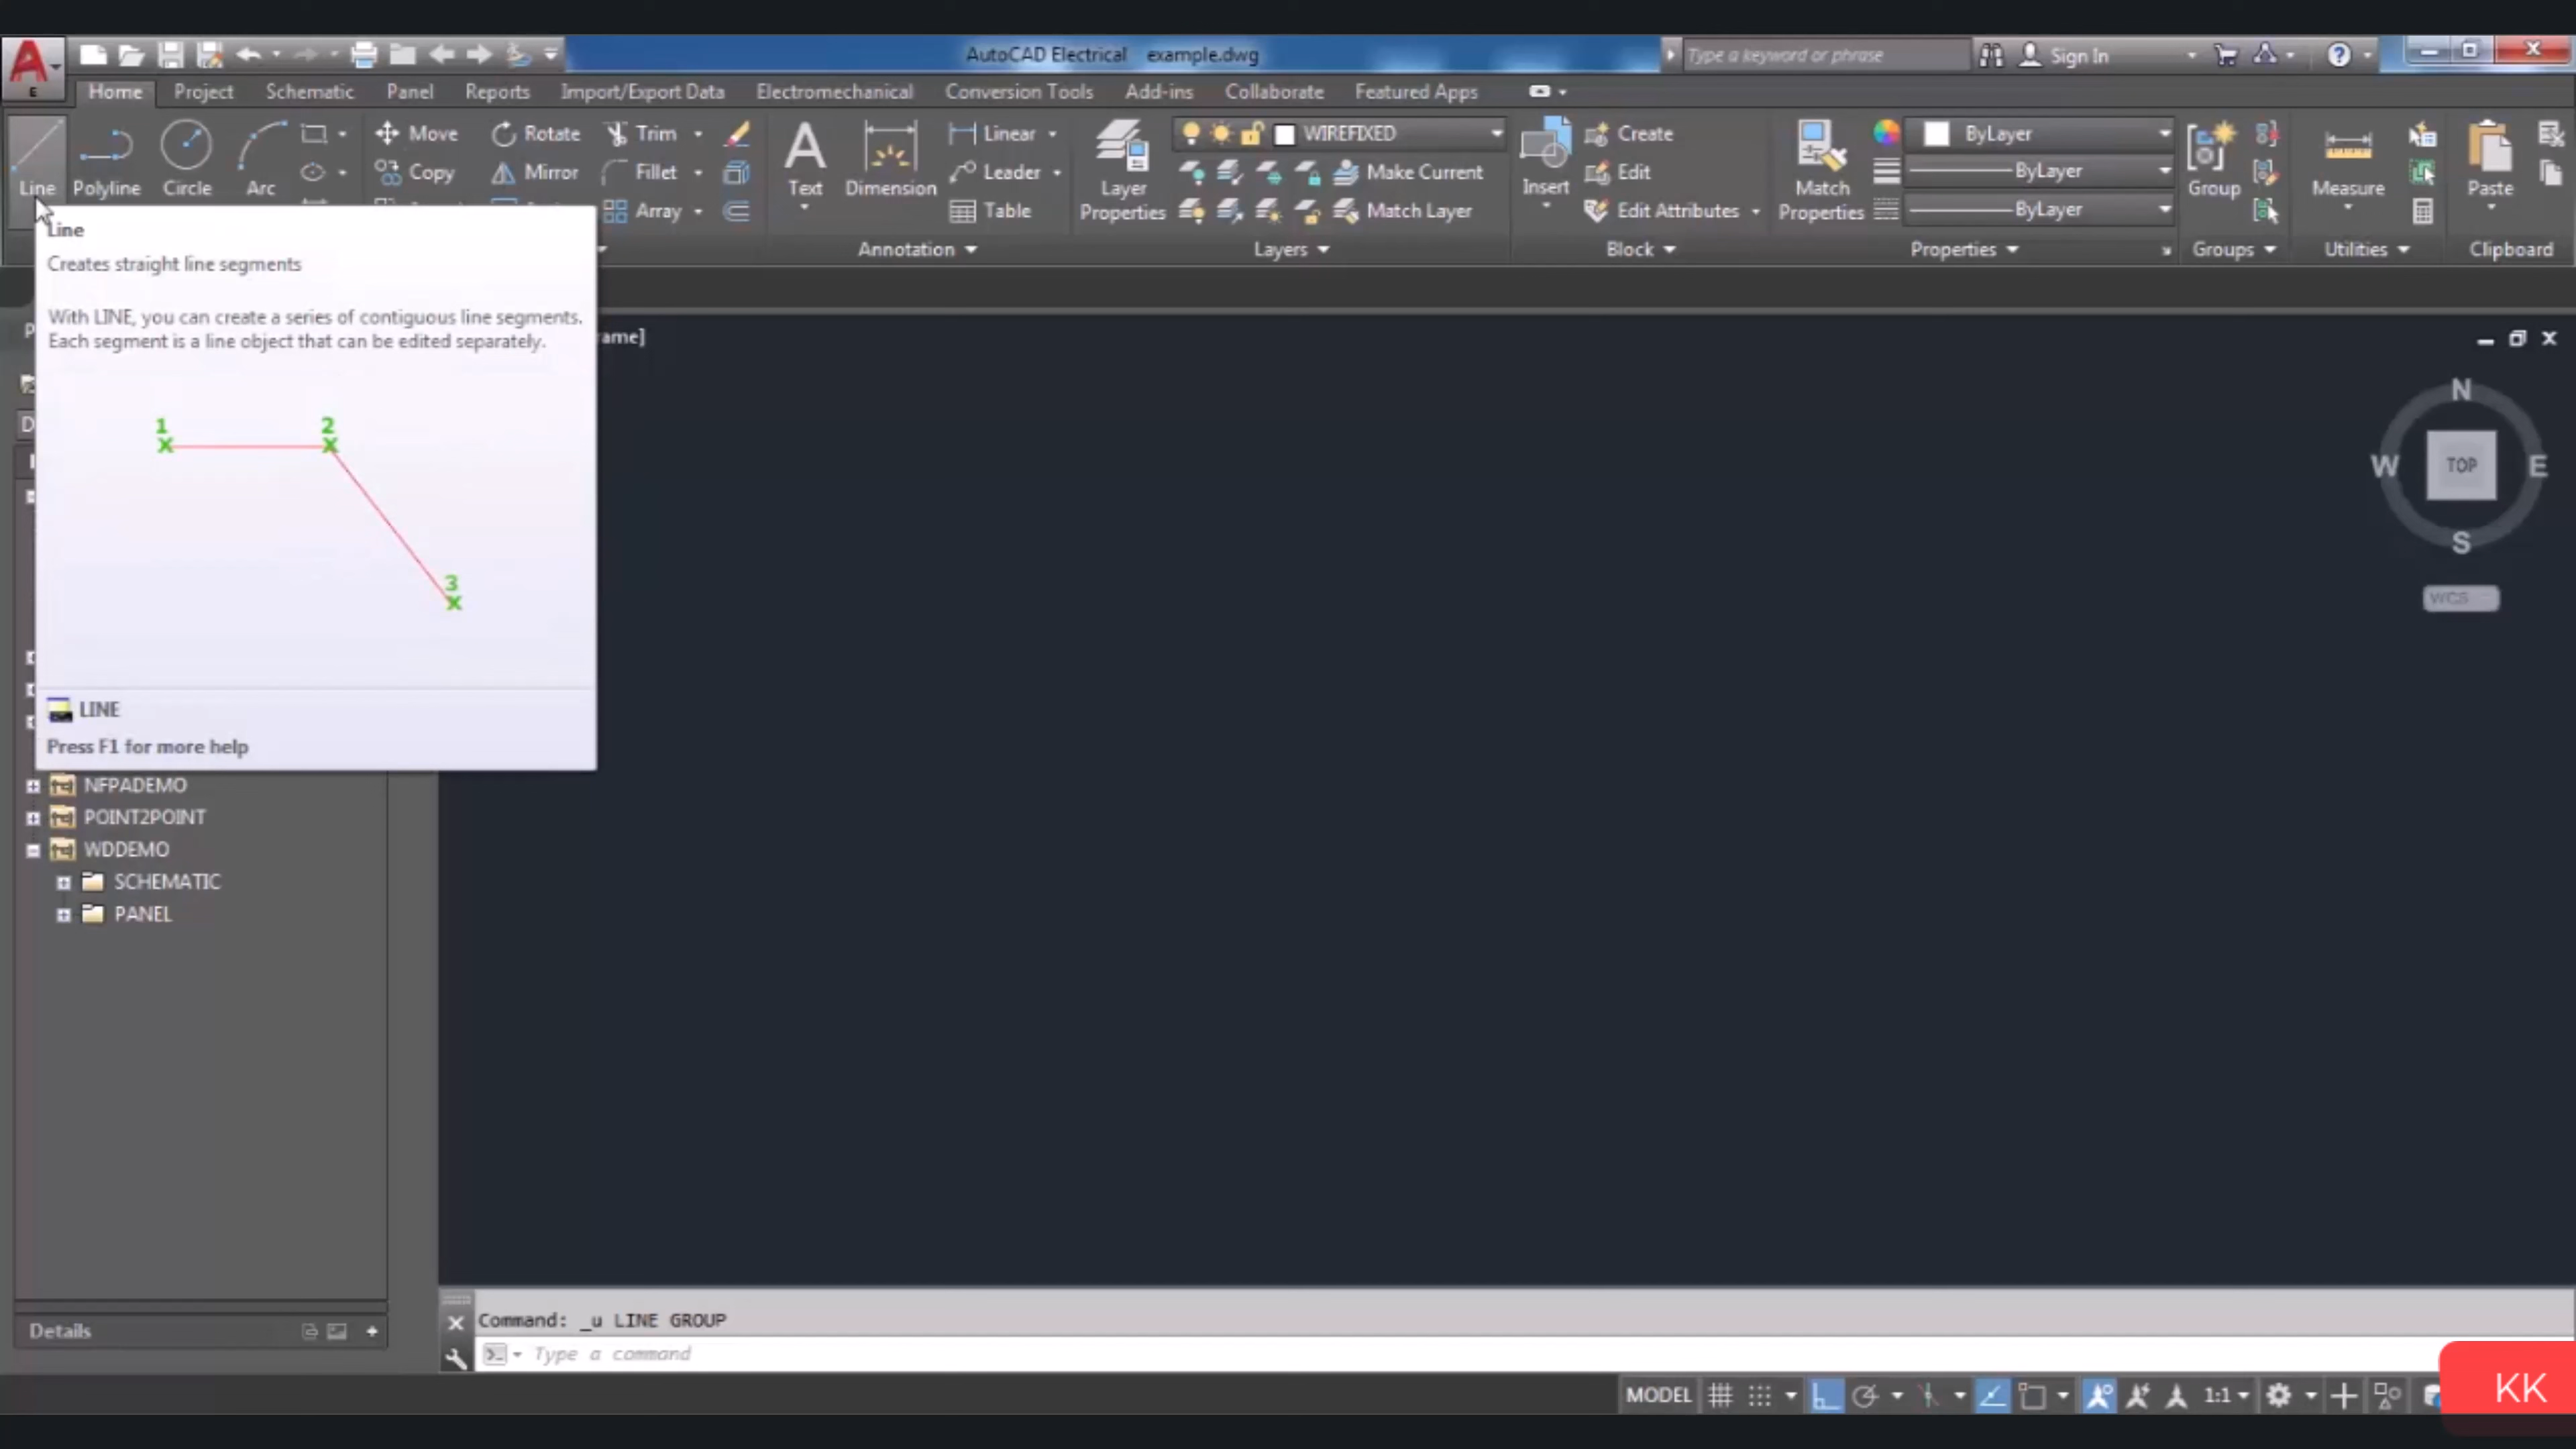 AutoCAD Electrical example.dwg
Type a keyword or phrase
Sign In
E
Home Project Schematic Panel Reports Import/Export Data Electromechanical Conversion Tools Add-ins Collaborate Featured Apps
Line Polyline Circle Arc
Move Rotate Trim
Copy Mirror Fillet
Array
Text Dimension
Linear
Leader
Table
Layer Properties
WIREFIXED
Make Current
Match Layer
Insert
Create
Edit
Edit Attributes
Match Properties
ByLayer
ByLayer
ByLayer
Group
Measure
Paste
Annotation Layers Block Properties Groups Utilities Clipboard
Line
Creates straight line segments
With LINE, you can create a series of contiguous line segments.
Each segment is a line object that can be edited separately.
1 2
3
LINE
Press F1 for more help
ame]
N
W TOP E
S
WCS
NFPADEMO
POINT2POINT
WDDEMO
SCHEMATIC
PANEL
Details
Command: _u LINE GROUP
Type a command
MODEL 1:1
KK